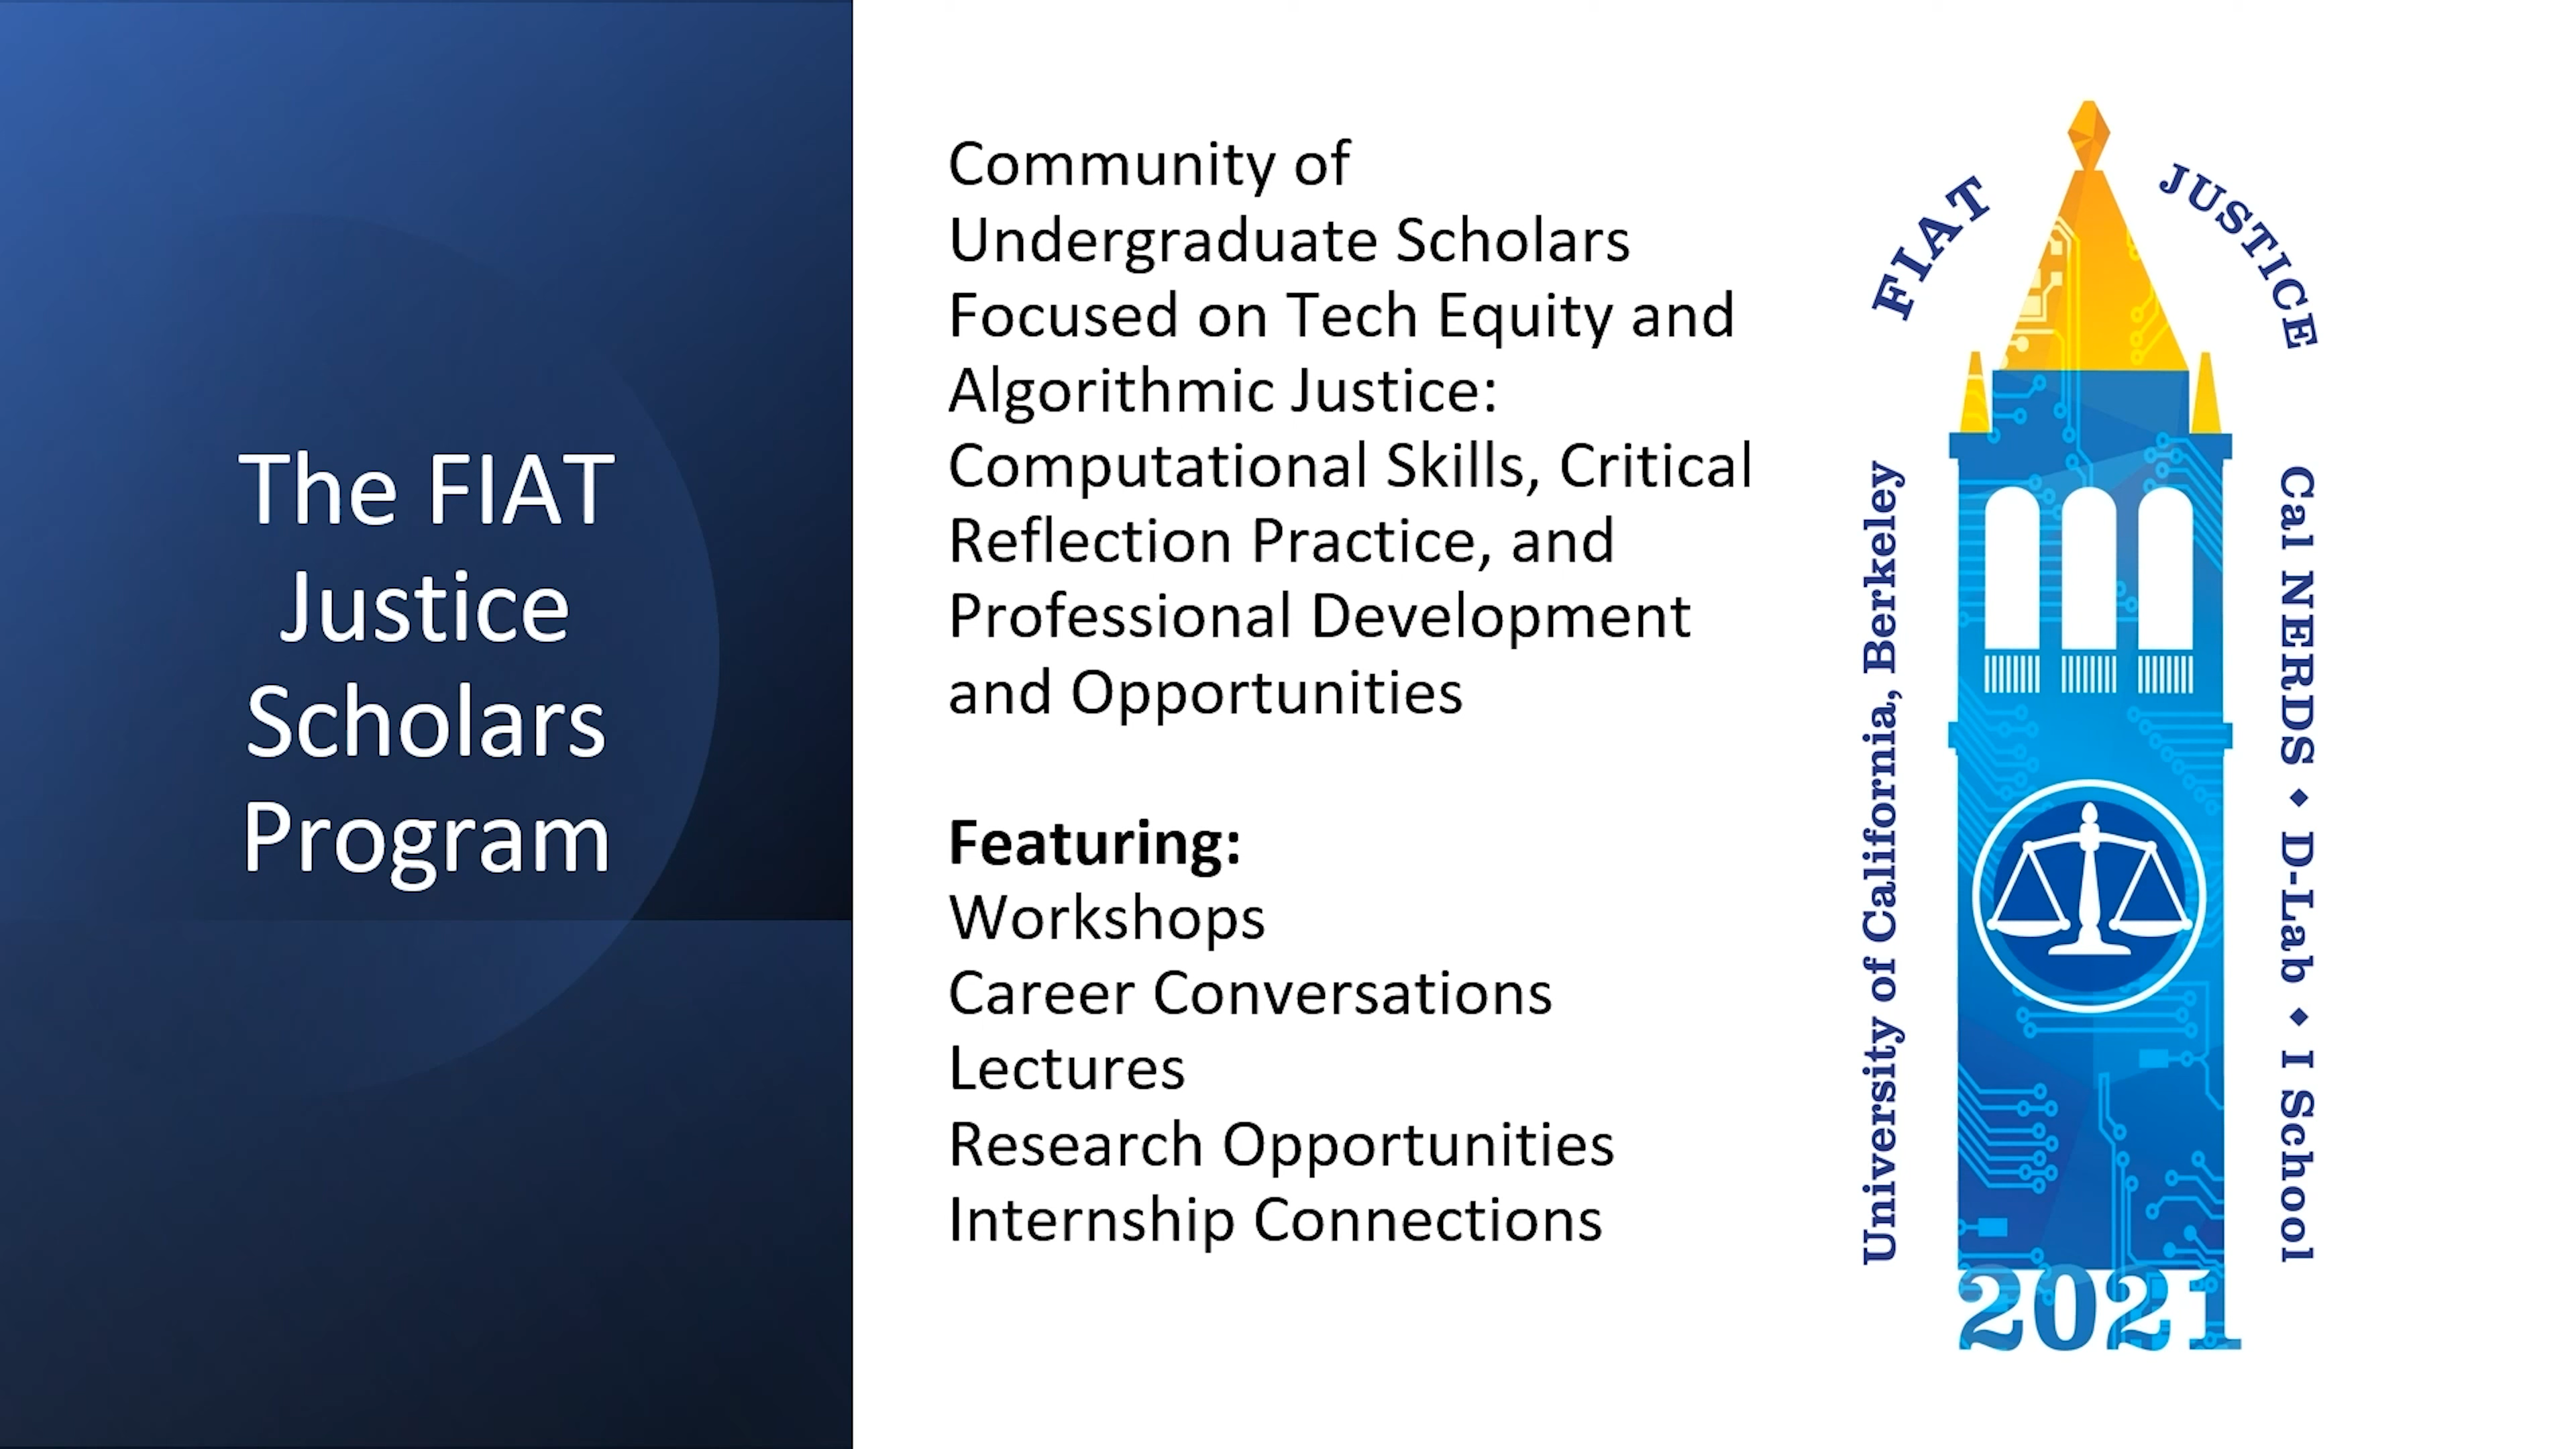 The FIAT
Justice
Scholars
Program
Community of
Undergraduate Scholars
Focused on Tech Equity and
Algorithmic Justice:
Computational Skills, Critical
Reflection Practice, and
Professional Development
and Opportunities
Featuring:
Workshops
Career Conversations
Lectures
Research Opportunities
Internship Connections
FIAT JUSTICE
University of California, Berkeley
Cal NERDS ◆ D-Lab ◆ I School
2021